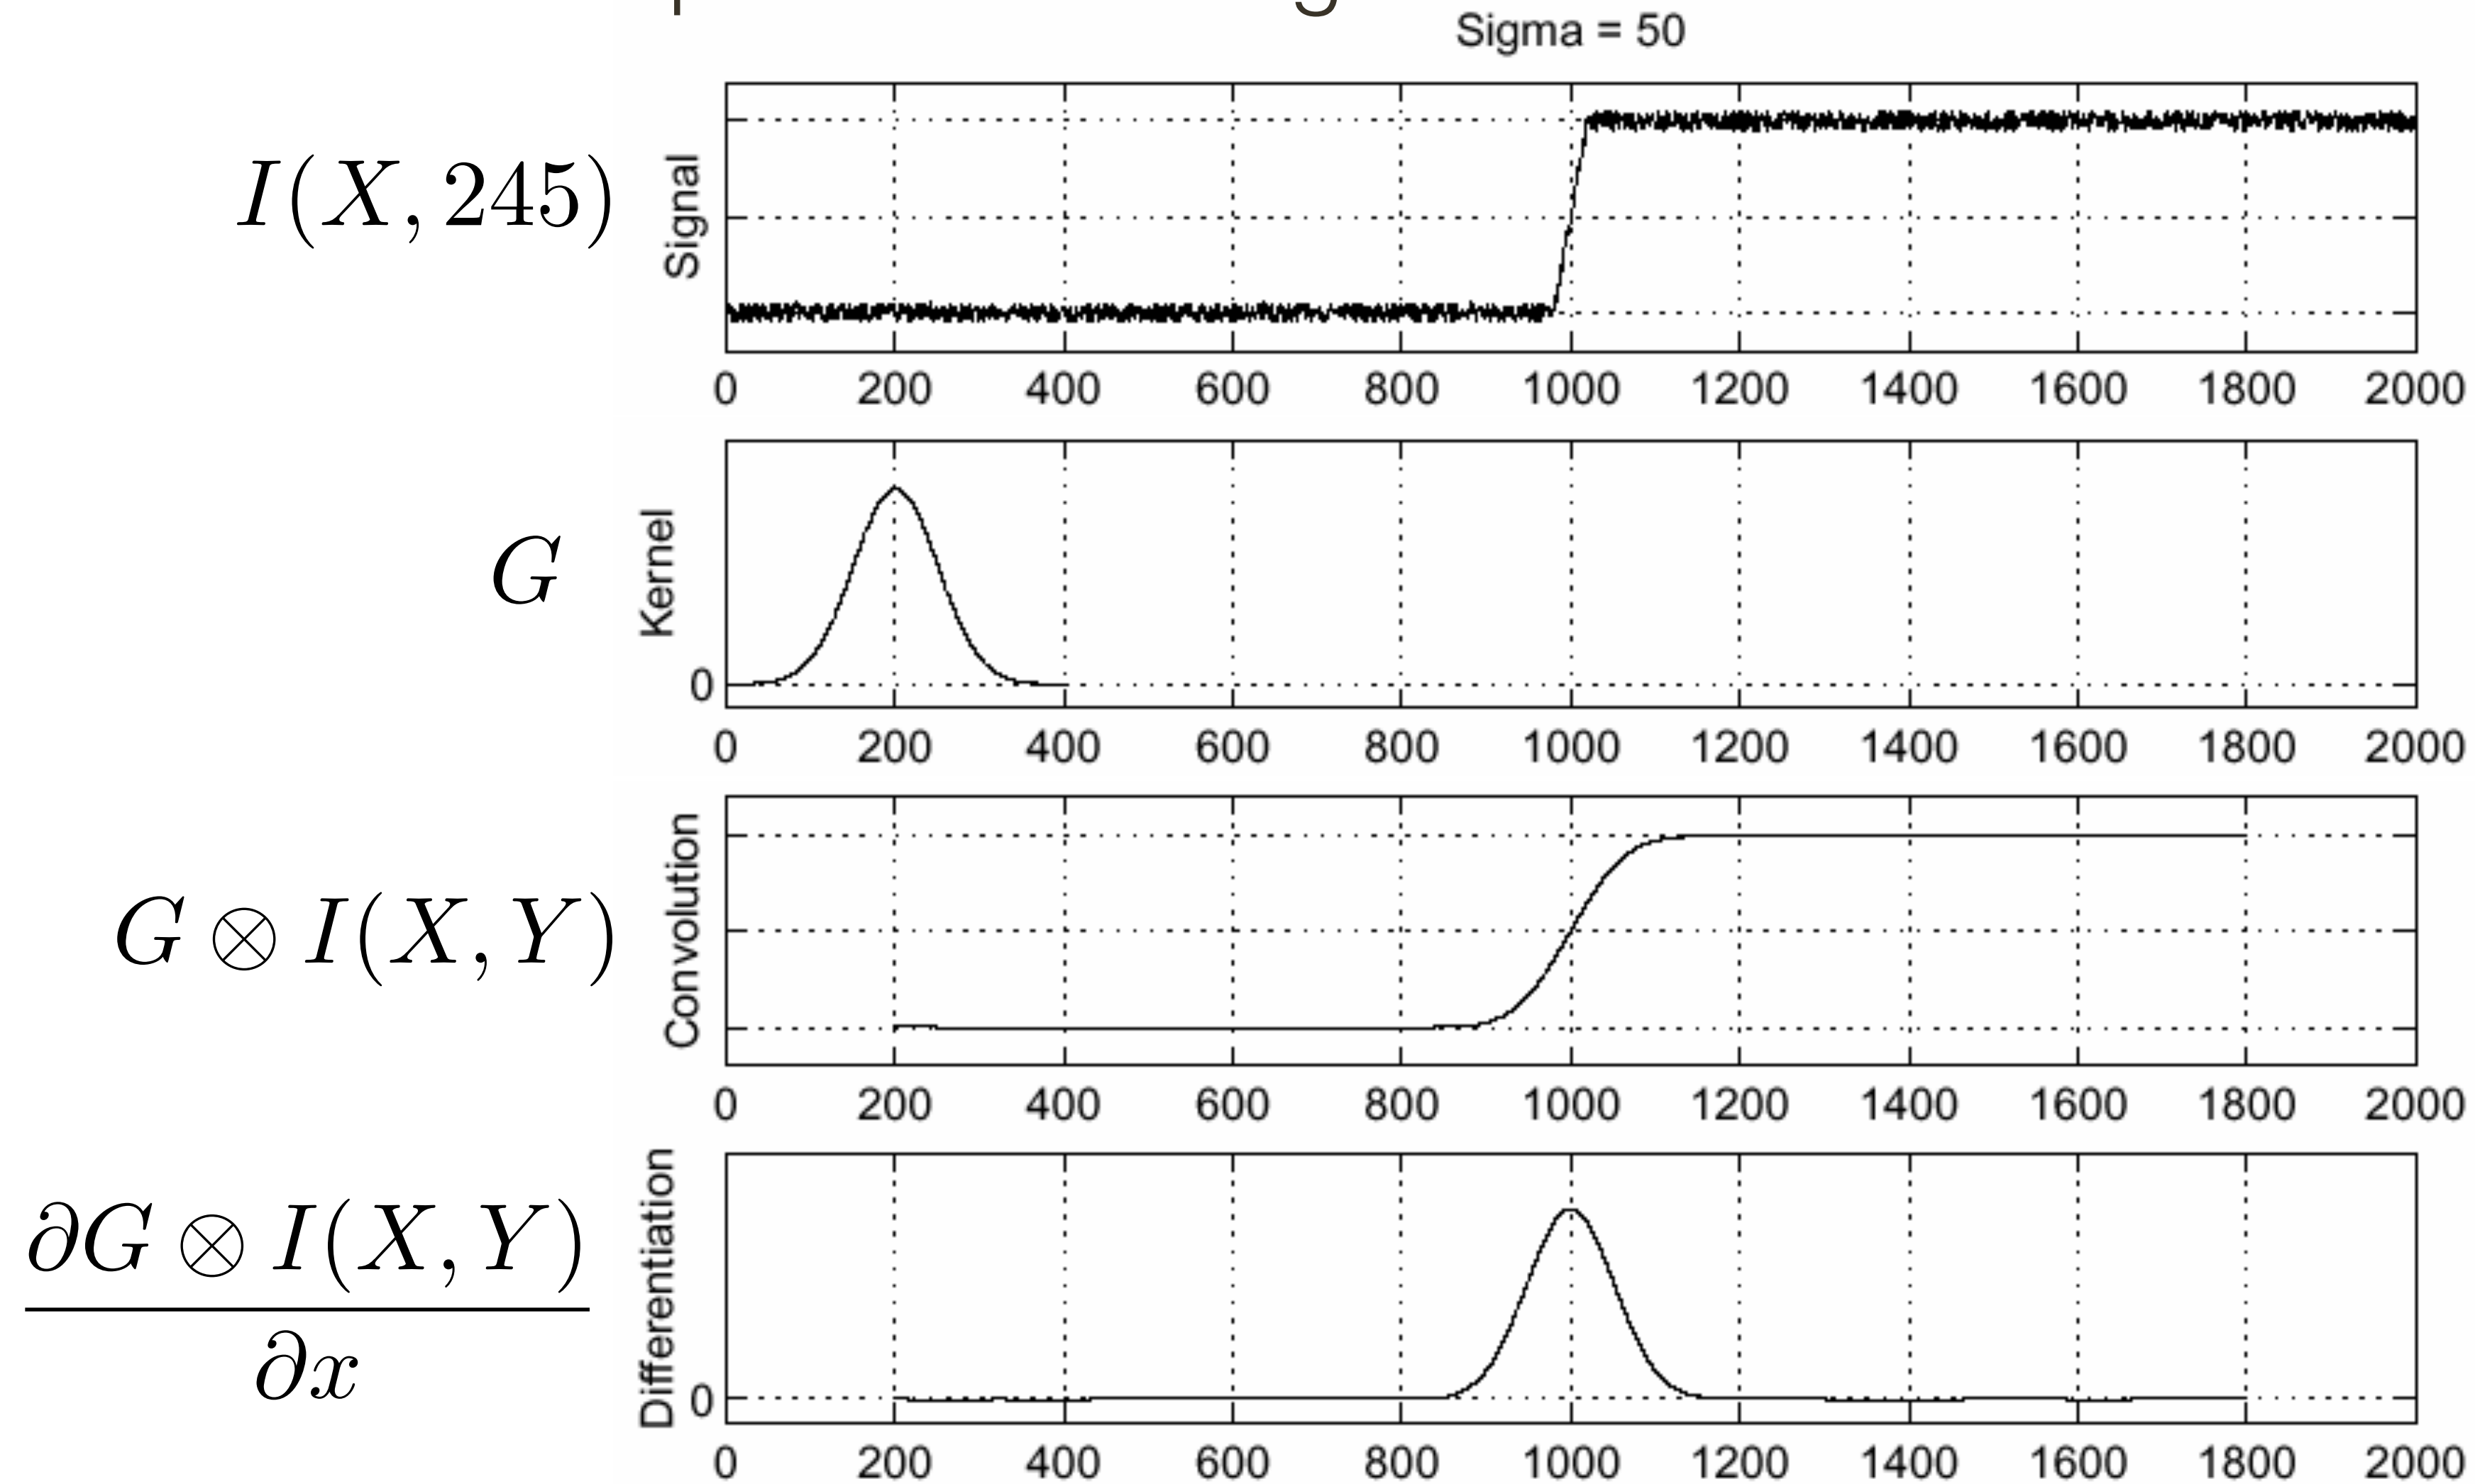 Sigma = 50
I(X, 245)
Signal
0 200 400 600 800 1000 1200 1400 1600 1800 2000
G
Kernel
0
0 200 400 600 800 1000 1200 1400 1600 1800 2000
G ⊗ I(X, Y)
Convolution
0 200 400 600 800 1000 1200 1400 1600 1800 2000
∂G ⊗ I(X, Y)
∂x
Differentiation
0
0 200 400 600 800 1000 1200 1400 1600 1800 2000